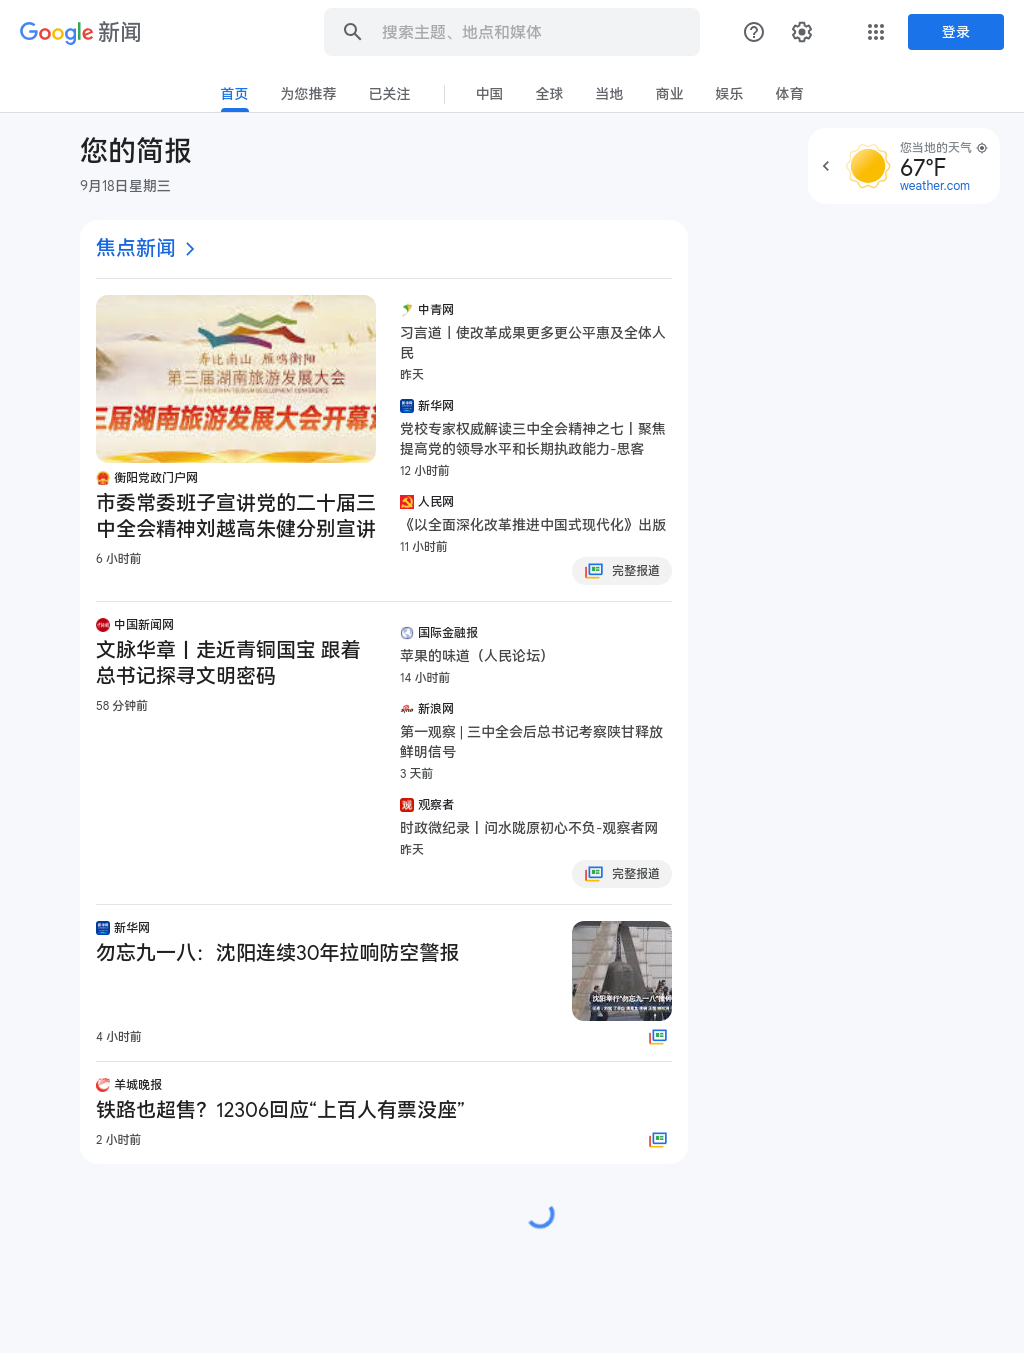 Google 新闻
搜索主题、地点和媒体
登录
首页
为您推荐
已关注
中国
全球
当地
商业
娱乐
体育
您的简报
9月18日星期三
您当地的天气
67°F
weather.com
焦点新闻
寿比南山 雁鸣衡阳
第三届湖南旅游发展大会
三届湖南旅游发展大会开幕
衡阳党政门户网
市委常委班子宣讲党的二十届三
中全会精神刘越高朱健分别宣讲
6 小时前
中青网
习言道丨使改革成果更多更公平惠及全体人
民
昨天
新华网
党校专家权威解读三中全会精神之七丨聚焦
提高党的领导水平和长期执政能力-思客
12 小时前
人民网
《以全面深化改革推进中国式现代化》出版
11 小时前
完整报道
中国新闻网
文脉华章丨走近青铜国宝 跟着
总书记探寻文明密码
58 分钟前
国际金融报
苹果的味道（人民论坛）
14 小时前
新浪网
第一观察 | 三中全会后总书记考察陕甘释放
鲜明信号
3 天前
观察者
时政微纪录丨问水陇原初心不负-观察者网
昨天
完整报道
新华网
勿忘九一八：沈阳连续30年拉响防空警报
沈阳举行"勿忘九一八"撞钟
4 小时前
羊城晚报
铁路也超售？12306回应“上百人有票没座”
2 小时前